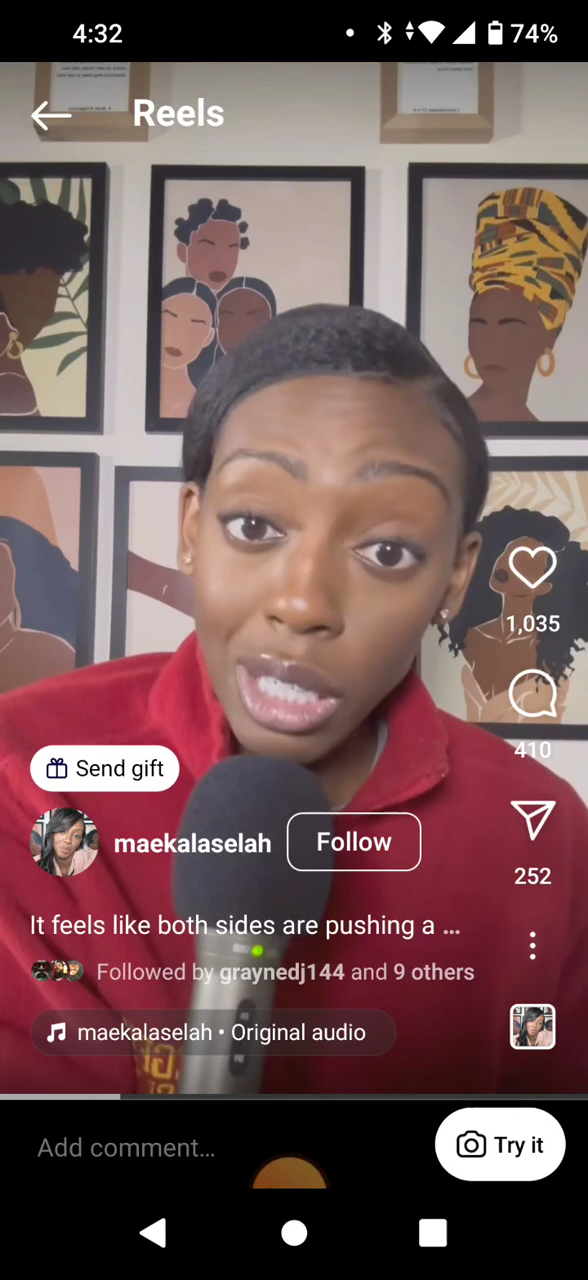 4:32
74%
Reels
1,035
410
Send gift
maekalaselah
Follow
252
It feels like both sides are pushing a ...
Followed by graynedj144 and 9 others
maekalaselah • Original audio
Add comment...
Try it